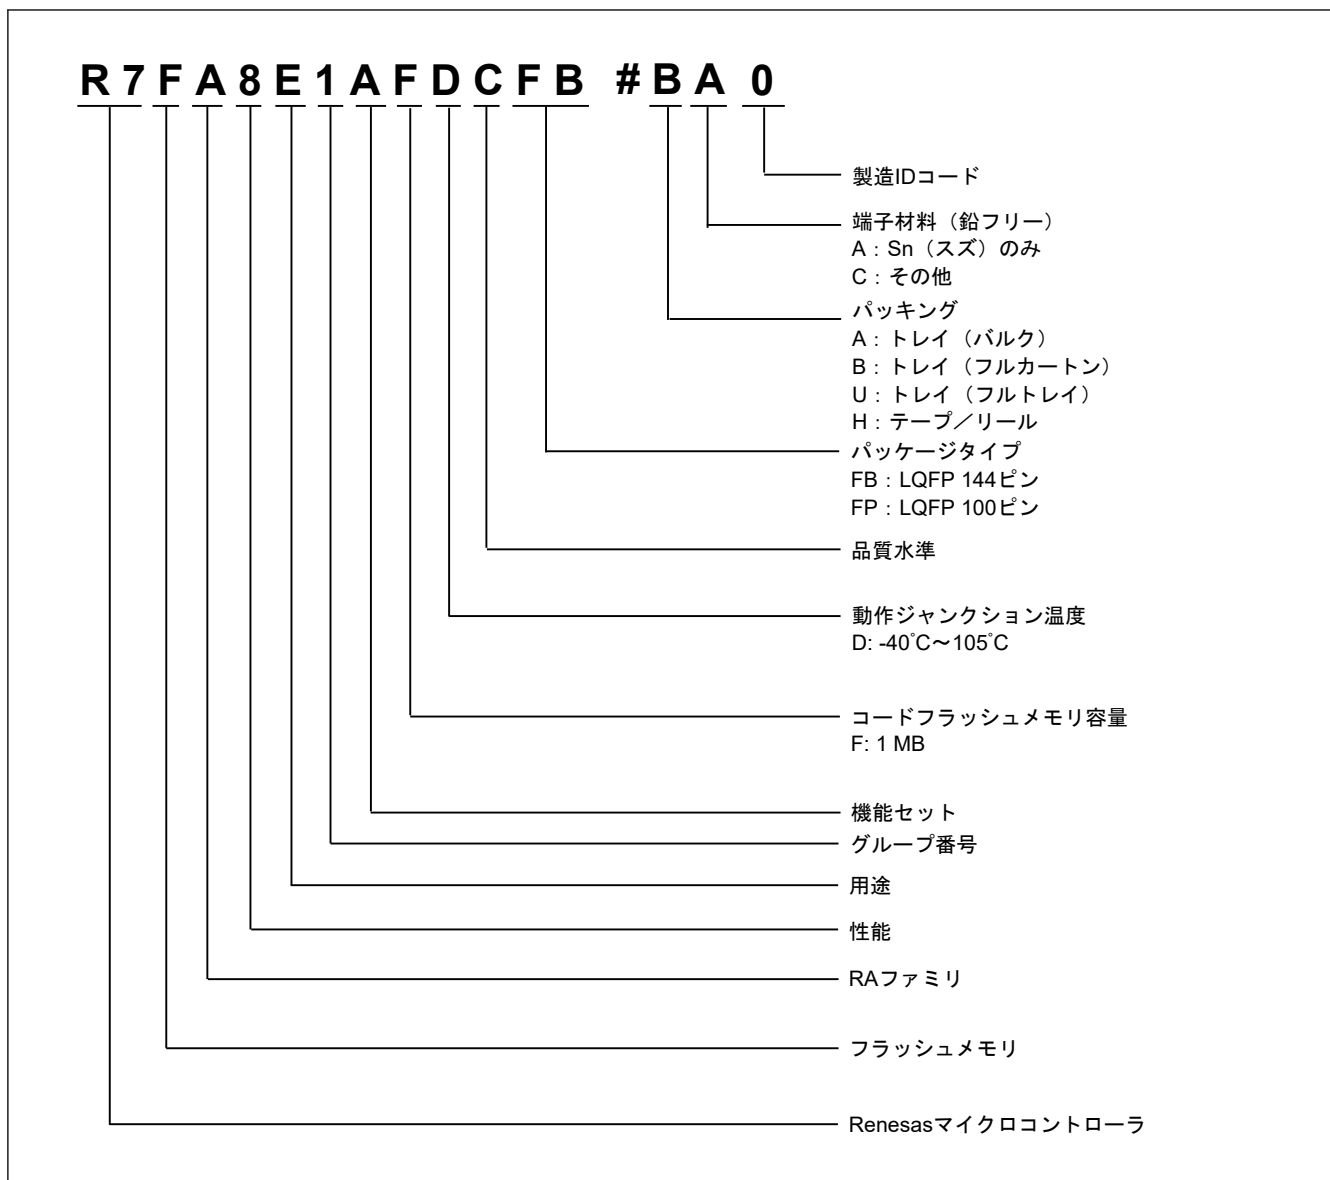 R7FA8E1AFDCFB #BA0
製造IDコード
端子材料（鉛フリー）
A：Sn（スズ）のみ
C：その他
パッキング
A：トレイ（バルク）
B：トレイ（フルカートン）
U：トレイ（フルトレイ）
H：テープ／リール
パッケージタイプ
FB：LQFP 144ピン
FP：LQFP 100ピン
品質水準
動作ジャンクション温度
D: -40°C～105°C
コードフラッシュメモリ容量
F: 1 MB
機能セット
グループ番号
用途
性能
RAファミリ
フラッシュメモリ
Renesasマイクロコントローラ